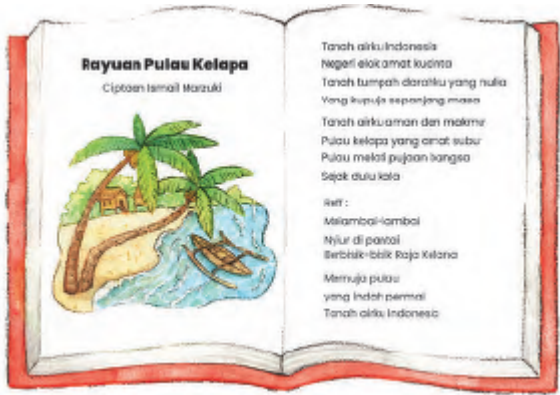 Rayuan Pulau Kelapa
Ciptaan Ismail Marzuki
Tanah airku Indonesia
Negeri elok amat kucinta
Tanah tumpah darahku yang mulia
Yang kupuja sepanjang masa
Tanah airku aman dan makmur
Pulau kelapa yang amat subur
Pulau melati pujaan bangsa
Sejak dulu kala
Reff :
Melambai-lambai
Nyiur di pantai
Berbisik-bisik Raja Kelana
Memuja pulau
yang indah permai
Tanah airku Indonesia